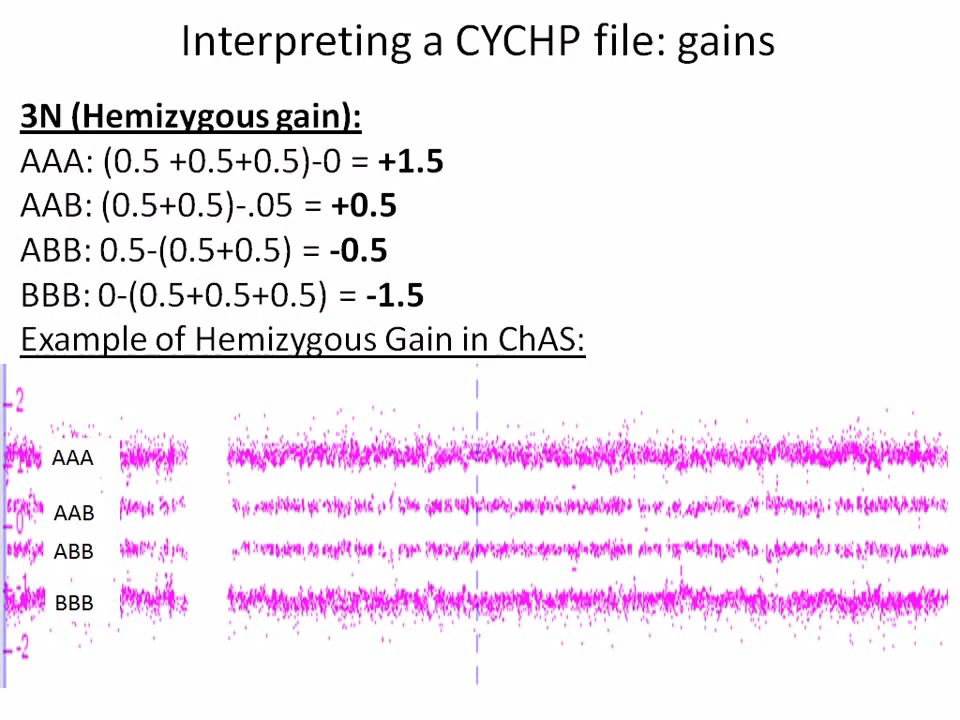 Interpreting a CYCHP file: gains
3N (Hemizygous gain):
AAA: (0.5 +0.5+0.5)-0 = +1.5
AAB: (0.5+0.5)-.05 = +0.5
ABB: 0.5-(0.5+0.5) = -0.5
BBB: 0-(0.5+0.5+0.5) = -1.5
Example of Hemizygous Gain in ChAS:
2
AAA
AAB
0
ABB
-1
BBB
-2